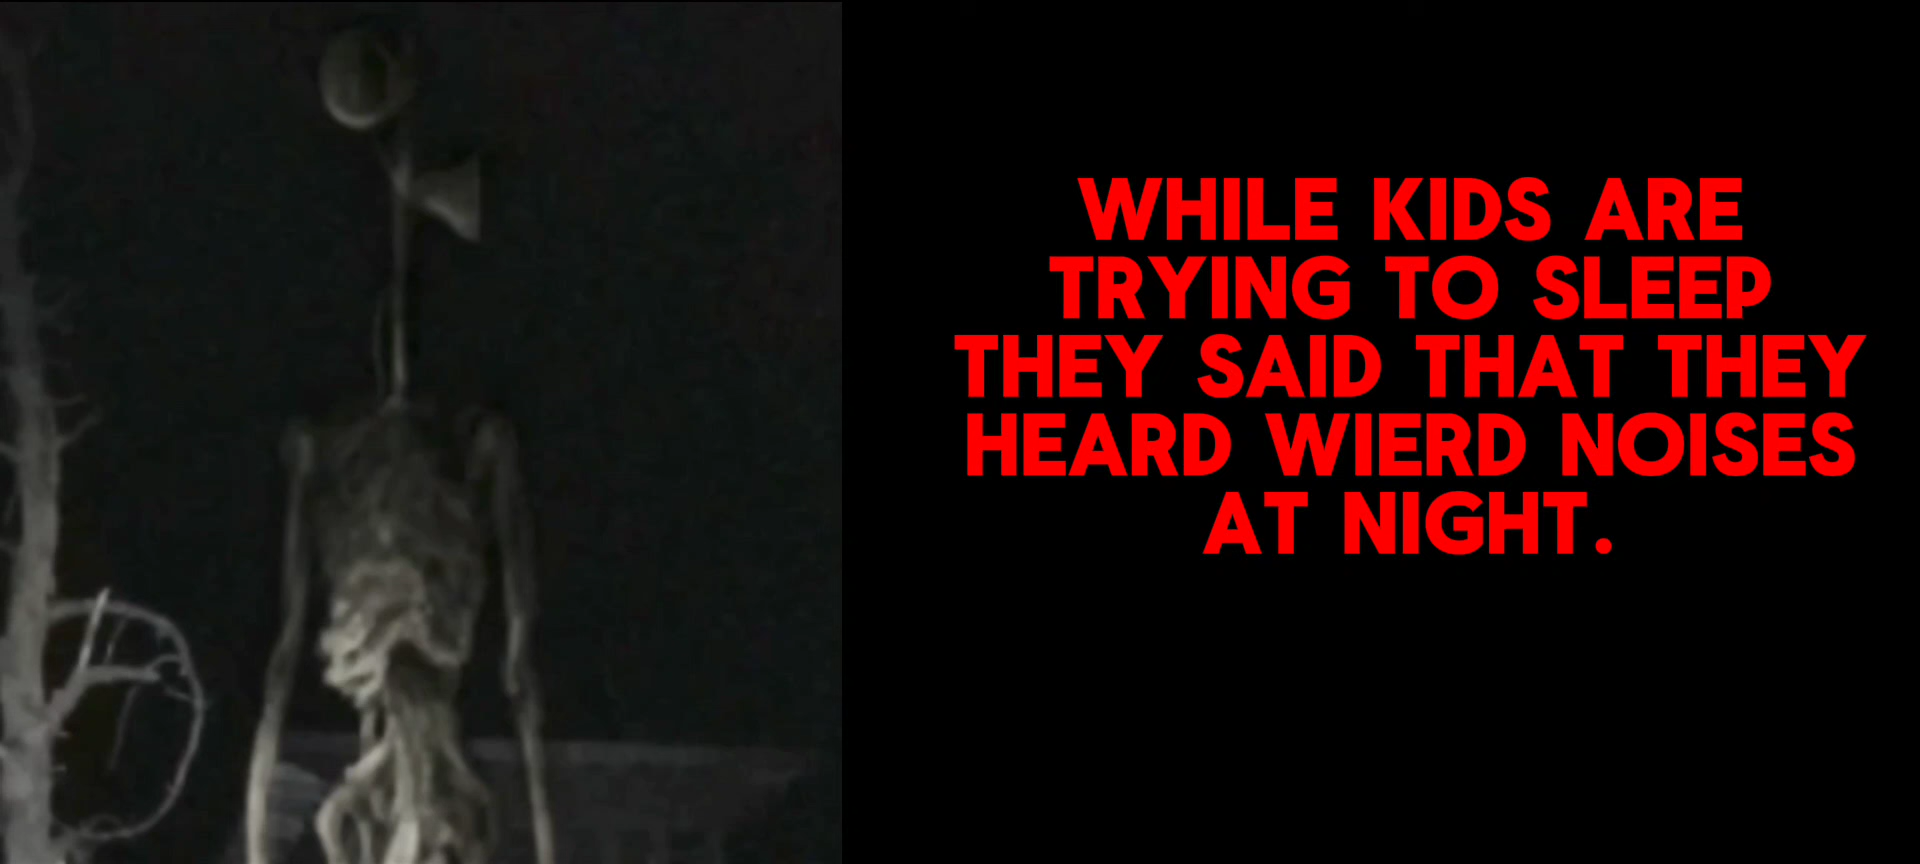 WHILE KIDS ARE
TRYING TO SLEEP
THEY SAID THAT THEY
HEARD WIERD NOISES
AT NIGHT.